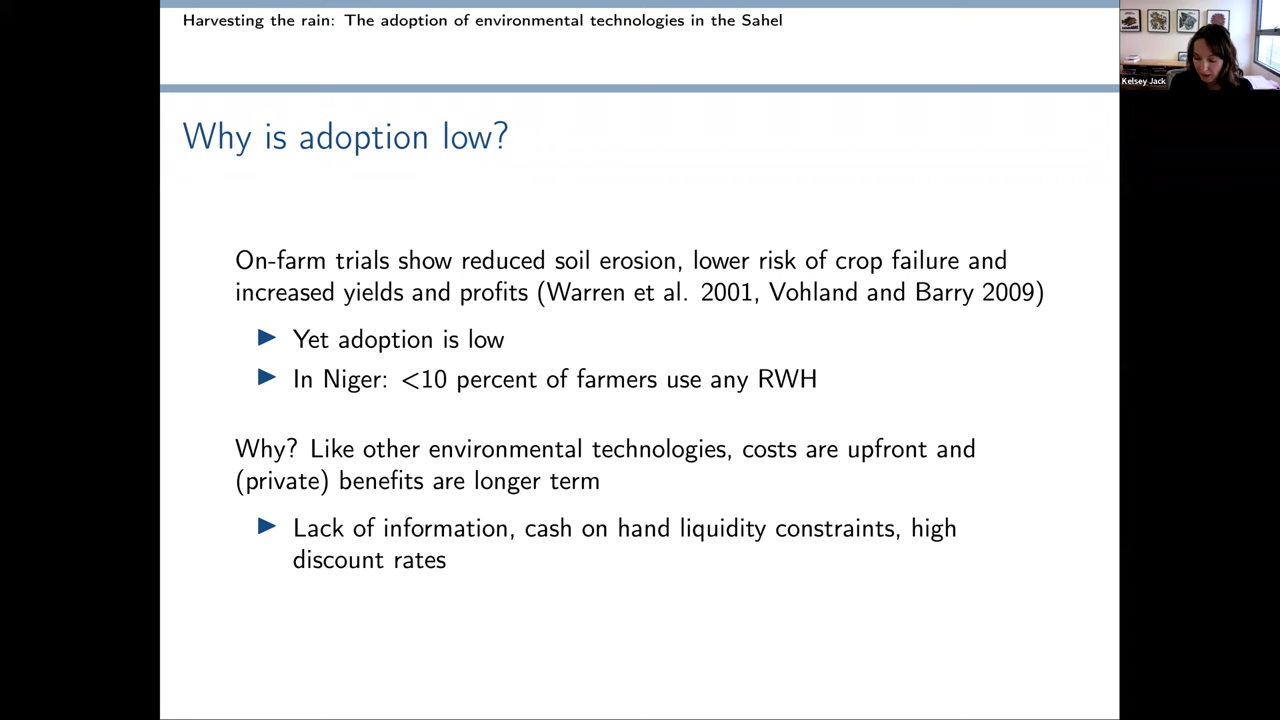 Harvesting the rain: The adoption of environmental technologies in the Sahel
Kelsey Jack
Why is adoption low?
On-farm trials show reduced soil erosion, lower risk of crop failure and
increased yields and profits (Warren et al. 2001, Vohland and Barry 2009)
▶ Yet adoption is low
▶ In Niger: <10 percent of farmers use any RWH
Why? Like other environmental technologies, costs are upfront and
(private) benefits are longer term
▶ Lack of information, cash on hand liquidity constraints, high
discount rates